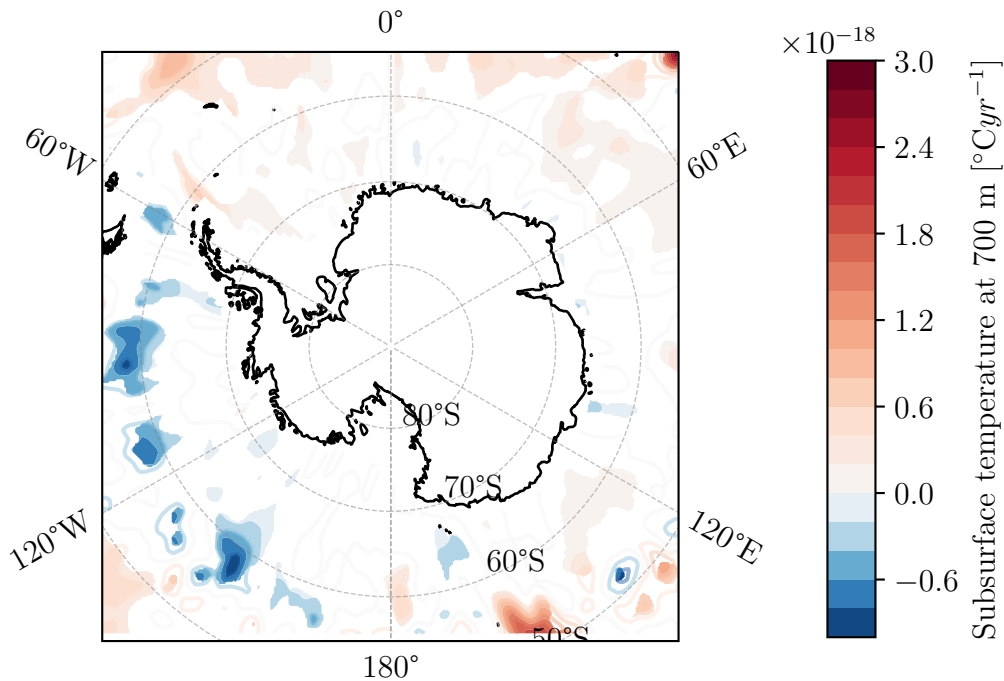 0°
×10⁻¹⁸
3.0
60°W
60°E
2.4
1.8
1.2
80°S
0.6
70°S
0.0
120°W
60°S
120°E
−0.6
50°S
180°
Subsurface temperature at 700 m [°Cyr⁻¹]